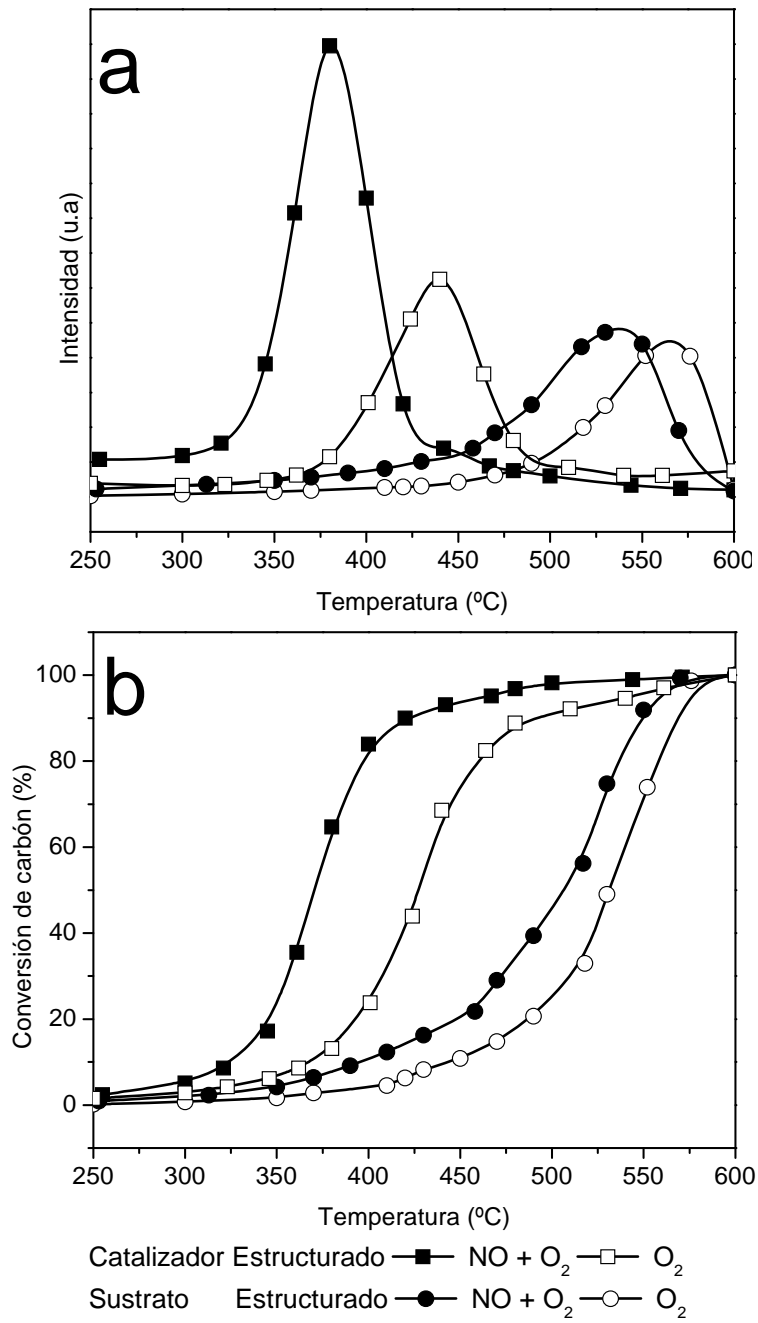 a
Intensidad (u.a)
250 300 350 400 450 500 550 600
Temperatura (ºC)
b
Conversión de carbón (%)
100
80
60
40
20
0
250 300 350 400 450 500 550 600
Temperatura (ºC)
Catalizador Estructurado NO + O₂ O₂
Sustrato Estructurado NO + O₂ O₂